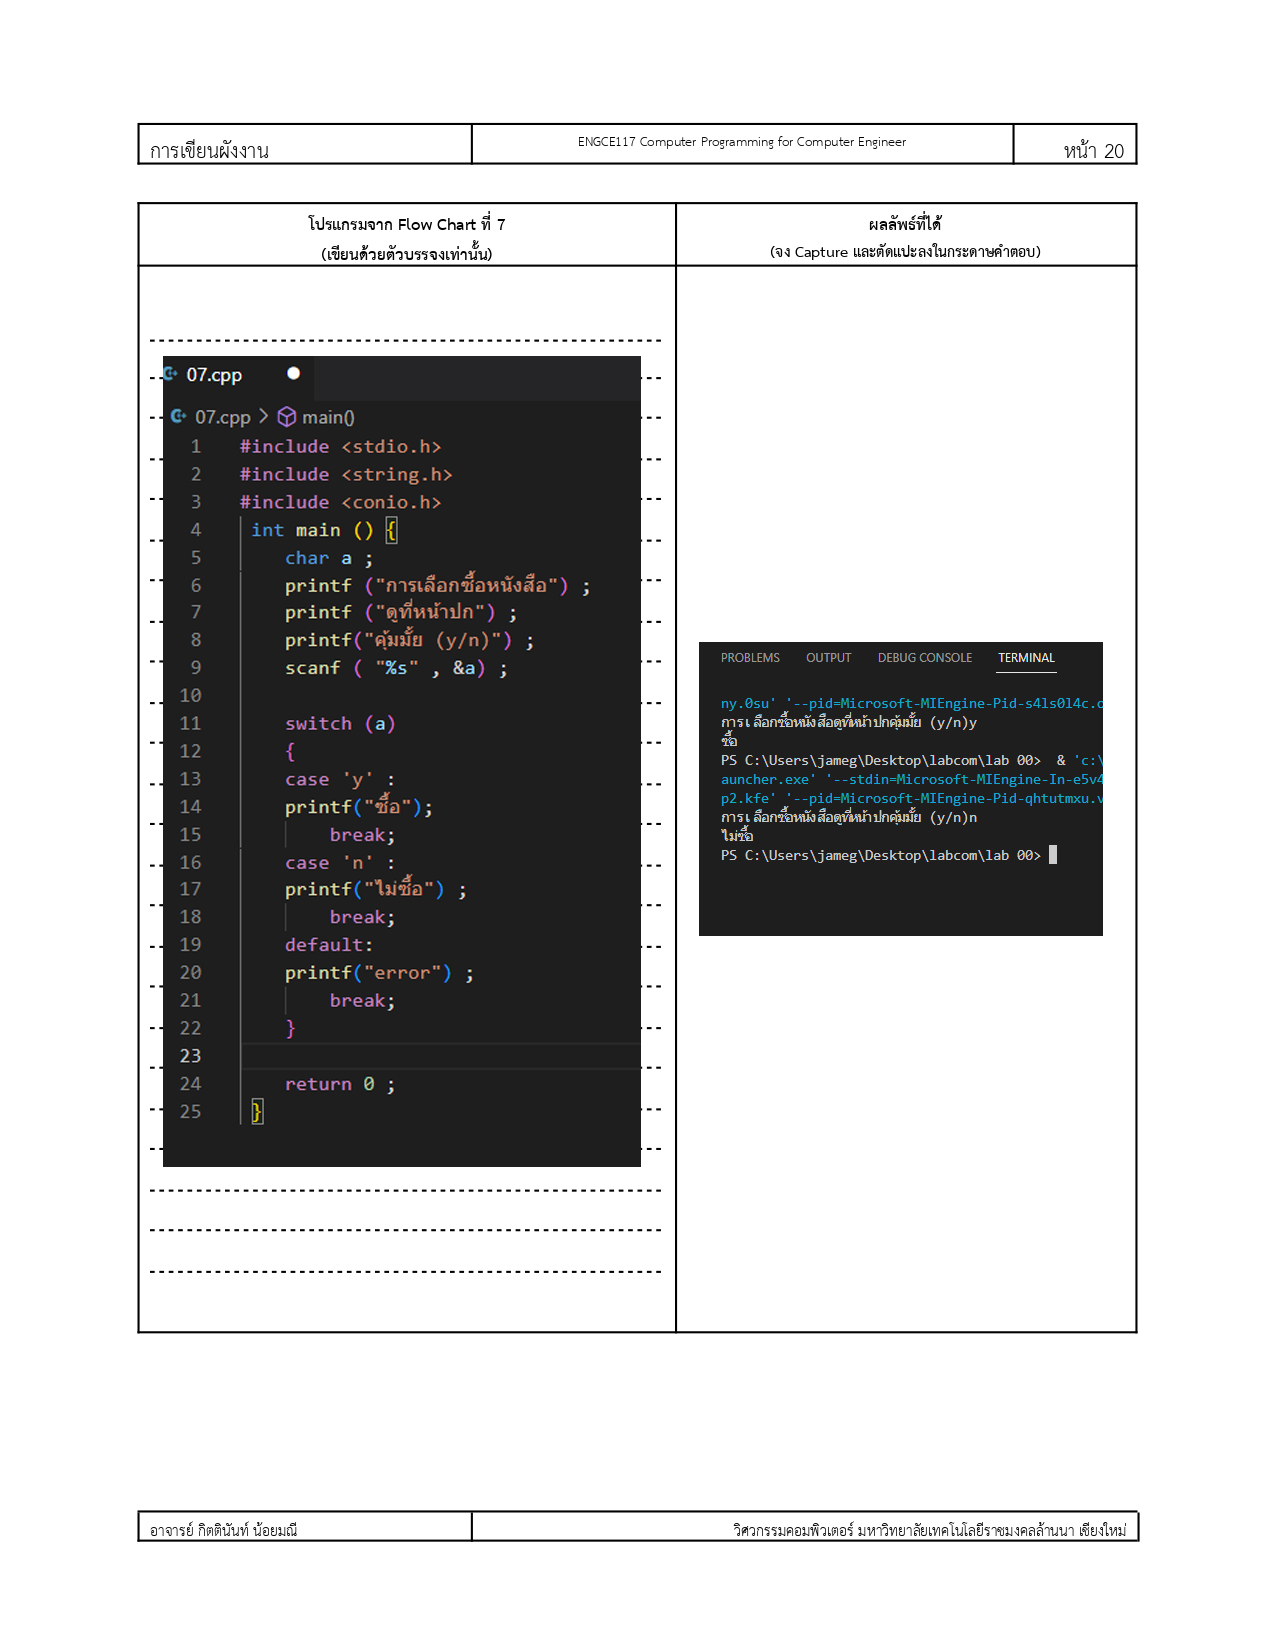 การเขียนผังงาน
ENGCE117 Computer Programming for Computer Engineer
หน้า 20
โปรแกรมจาก Flow Chart ที่ 7
(เขียนด้วยตัวบรรจงเท่านั้น)
ผลลัพธ์ที่ได้
(จง Capture และตัดแปะลงในกระดาษคำตอบ)
07.cpp
07.cpp > main()
1 #include <stdio.h>
2 #include <string.h>
3 #include <conio.h>
4 int main () {
5 char a ;
6 printf ("การเลือกซื้อหนังสือ") ;
7 printf ("ดูที่หน้าปก") ;
8 printf("คุ้มมั้ย (y/n)") ;
9 scanf ( "%s" , &a) ;
10
11 switch (a)
12 {
13 case 'y' :
14 printf("ซื้อ");
15 break;
16 case 'n' :
17 printf("ไม่ซื้อ") ;
18 break;
19 default:
20 printf("error") ;
21 break;
22 }
23
24 return 0 ;
25 }
PROBLEMS OUTPUT DEBUG CONSOLE TERMINAL
ny.0su' '--pid=Microsoft-MIEngine-Pid-s4ls0l4c.c
การเลือกซื้อหนังสือดูที่หน้าปกคุ้มมั้ย (y/n)y
ซื้อ
PS C:\Users\jameg\Desktop\labcom\lab 00> & 'c:\
auncher.exe' '--stdin=Microsoft-MIEngine-In-e5v4
p2.kfe' '--pid=Microsoft-MIEngine-Pid-qhtutmxu.v
การเลือกซื้อหนังสือดูที่หน้าปกคุ้มมั้ย (y/n)n
ไม่ซื้อ
PS C:\Users\jameg\Desktop\labcom\lab 00>
อาจารย์ กิตตินันท์ น้อยมณี
วิศวกรรมคอมพิวเตอร์ มหาวิทยาลัยเทคโนโลยีราชมงคลล้านนา เชียงใหม่